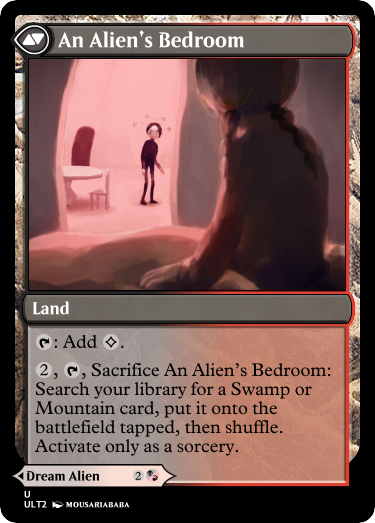 An Alien's Bedroom
Land
: Add .
2, , Sacrifice An Alien's Bedroom:
Search your library for a Swamp or
Mountain card, put it onto the
battlefield tapped, then shuffle.
Activate only as a sorcery.
Dream Alien 2
U
ULT2 MOUSARIABABA